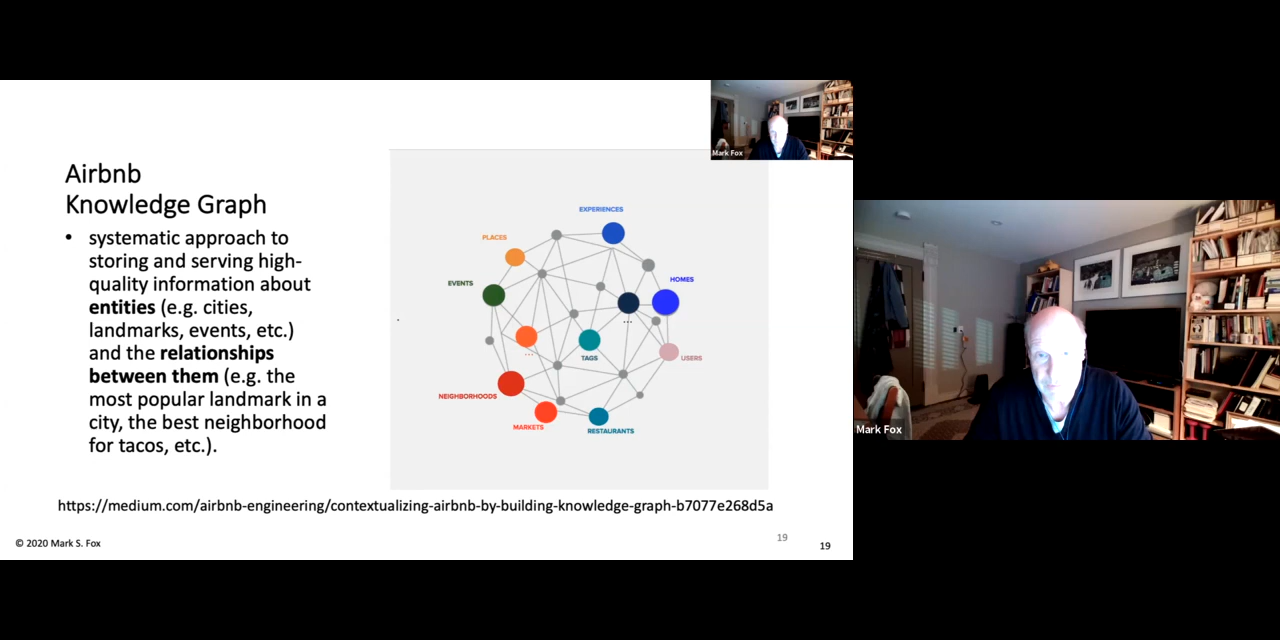 Mark Fox
Airbnb
Knowledge Graph
• systematic approach to
storing and serving high-
quality information about
entities (e.g. cities,
landmarks, events, etc.)
and the relationships
between them (e.g. the
most popular landmark in a
city, the best neighborhood
for tacos, etc.).
EXPERIENCES
PLACES
EVENTS
HOMES
...
TAGS
...
USERS
NEIGHBORHOODS
MARKETS
RESTAURANTS
https://medium.com/airbnb-engineering/contextualizing-airbnb-by-building-knowledge-graph-b7077e268d5a
© 2020 Mark S. Fox
19
19
Mark Fox